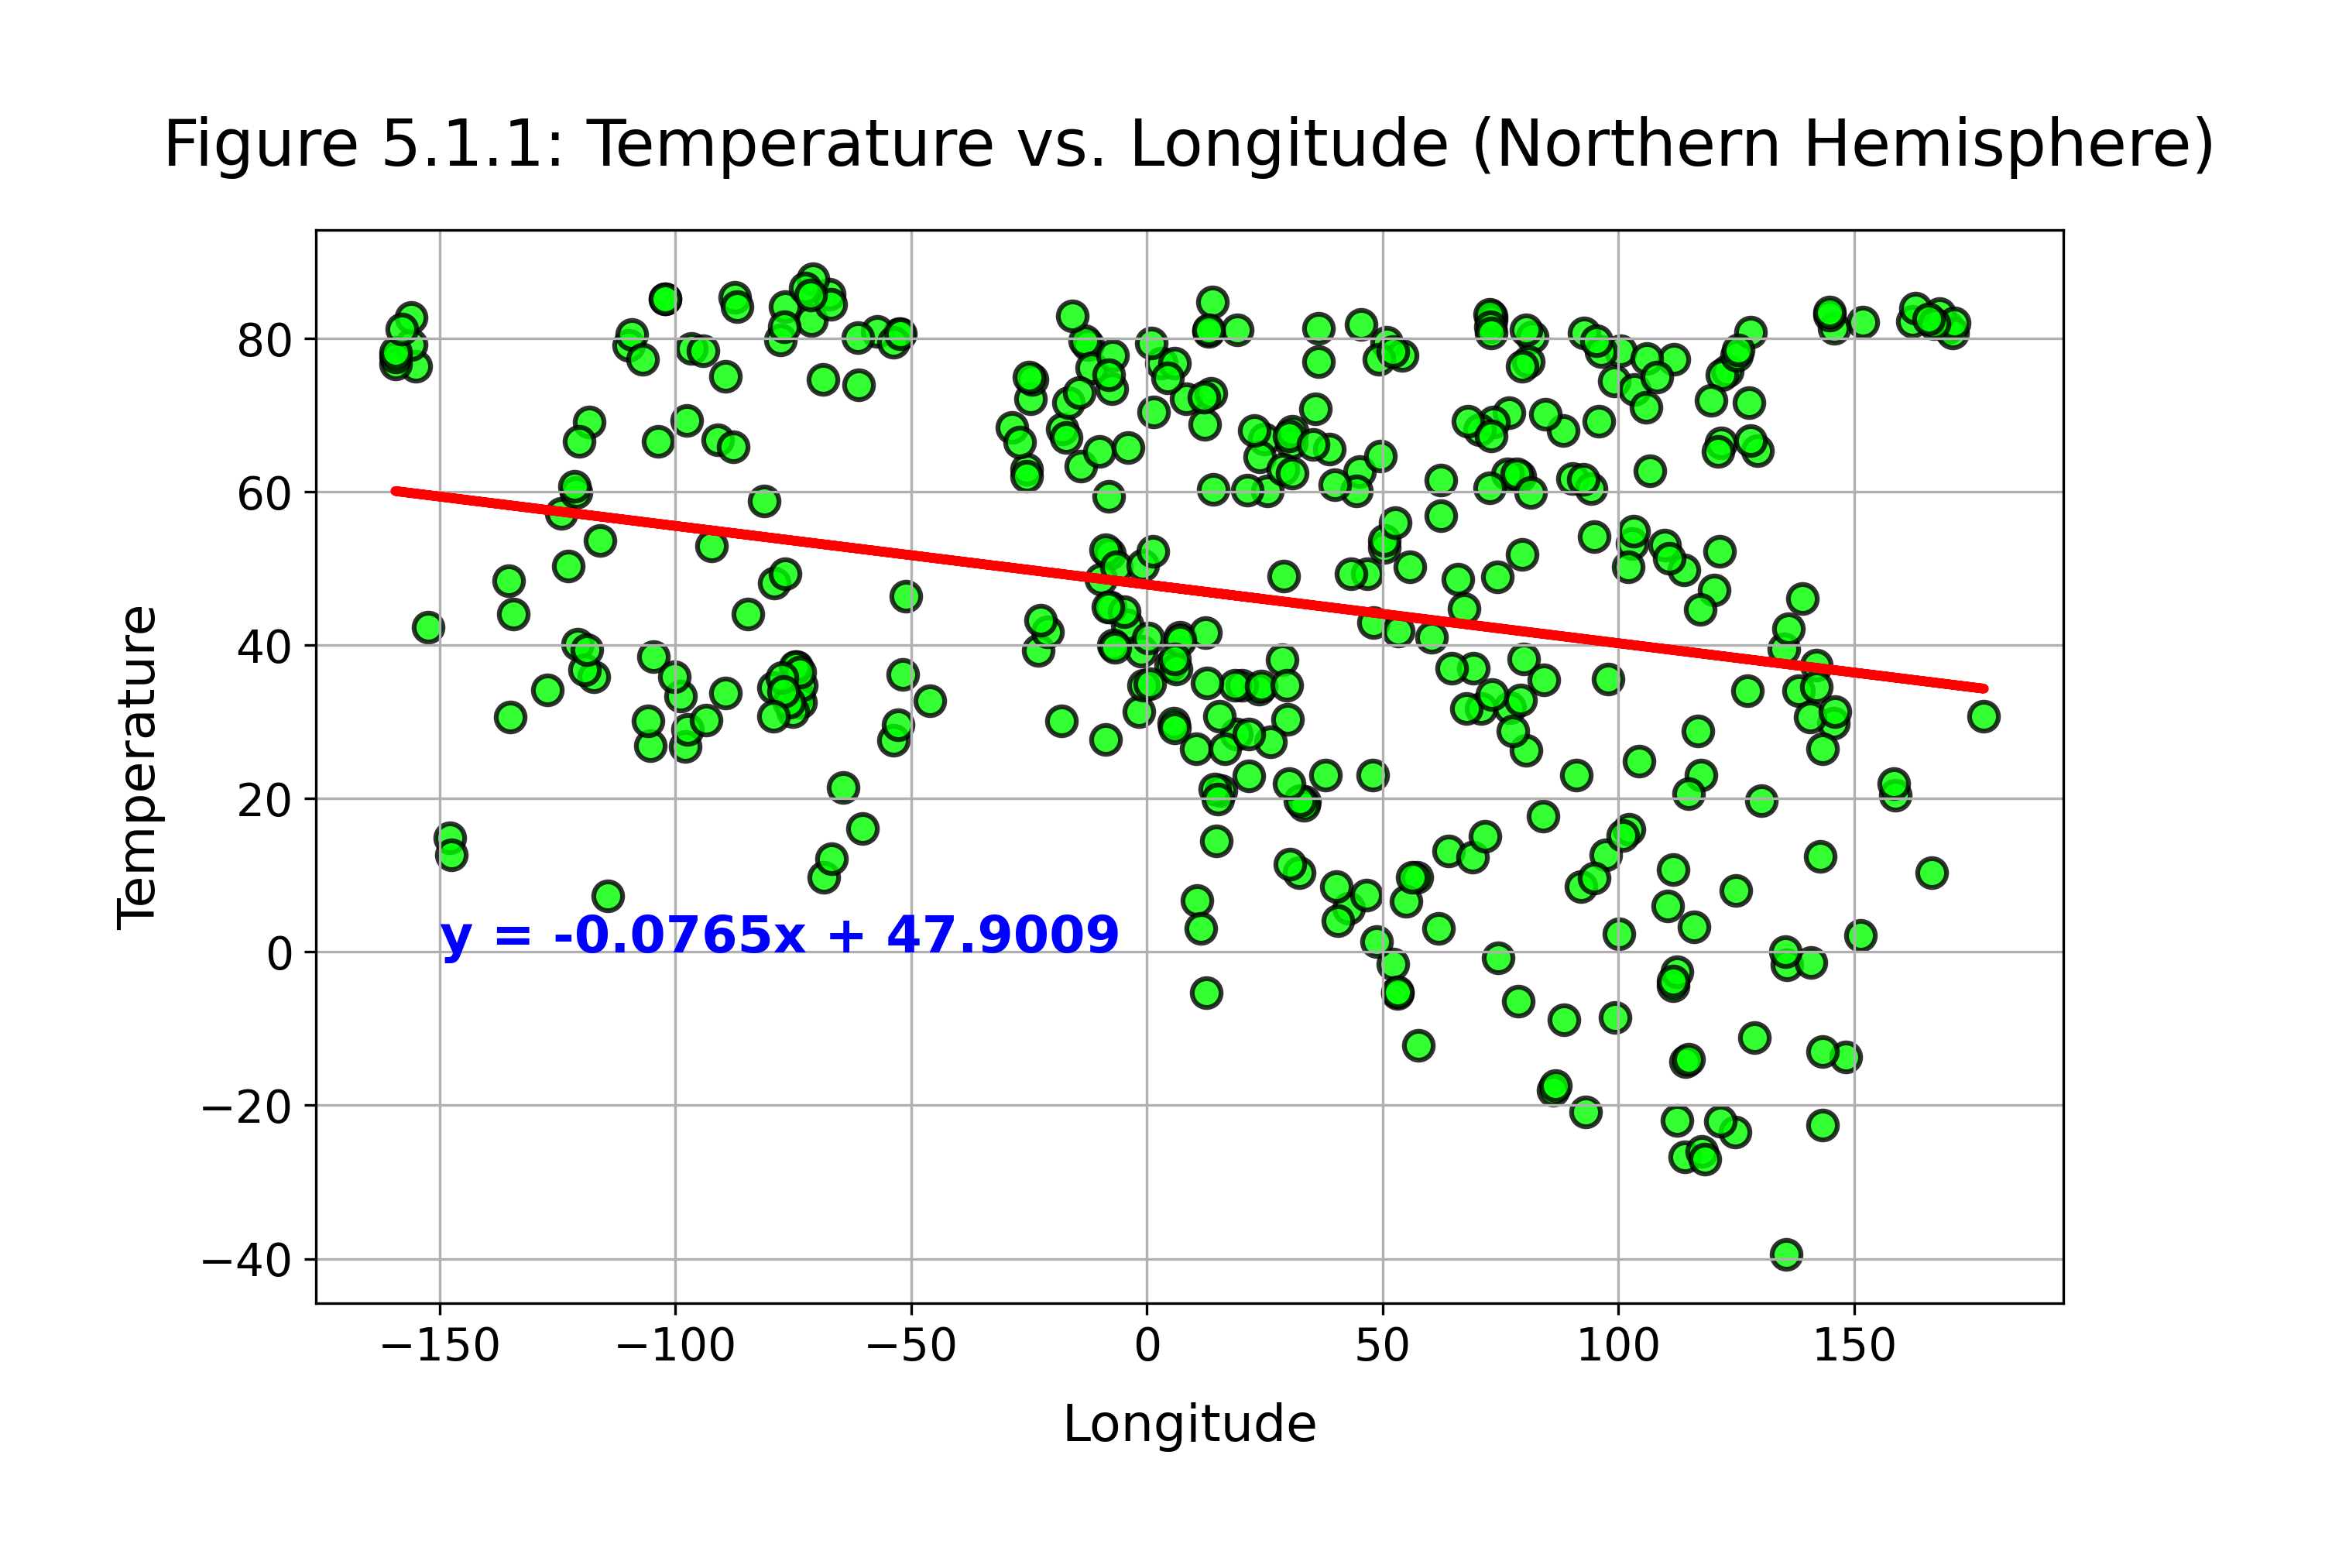 Figure 5.1.1: Temperature vs. Longitude (Northern Hemisphere)
80
60
40
20
0
−20
−40
Temperature
y = -0.0765x + 47.9009
−150 −100 −50 0 50 100 150
Longitude